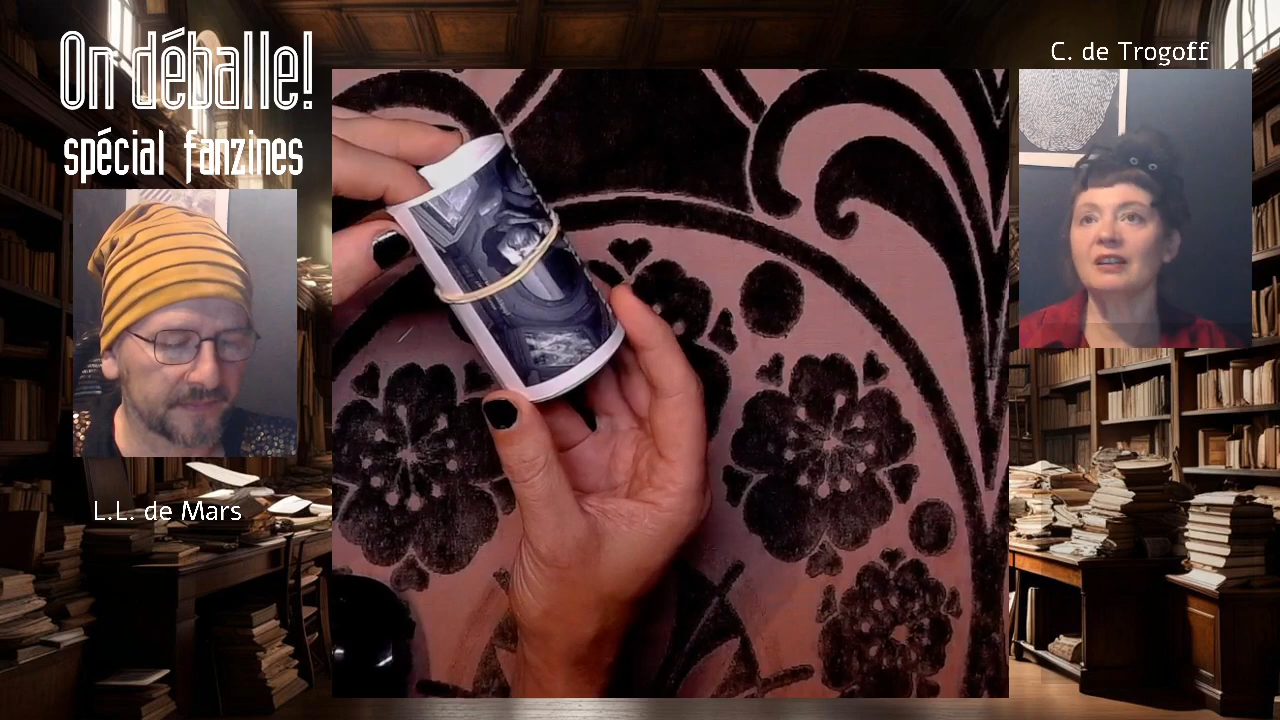 On déballe!
spécial fanzines
C. de Trogoff
L.L. de Mars